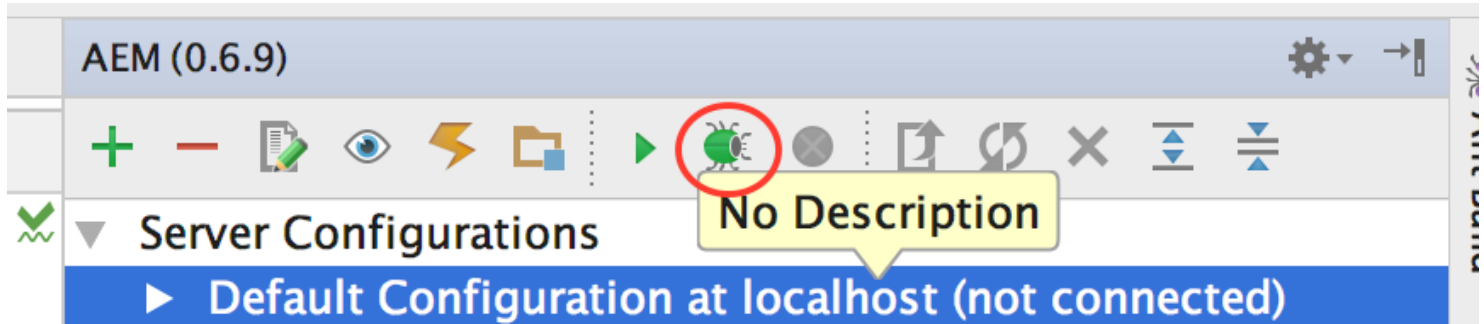 AEM (0.6.9)
No Description
Server Configurations
Default Configuration at localhost (not connected)